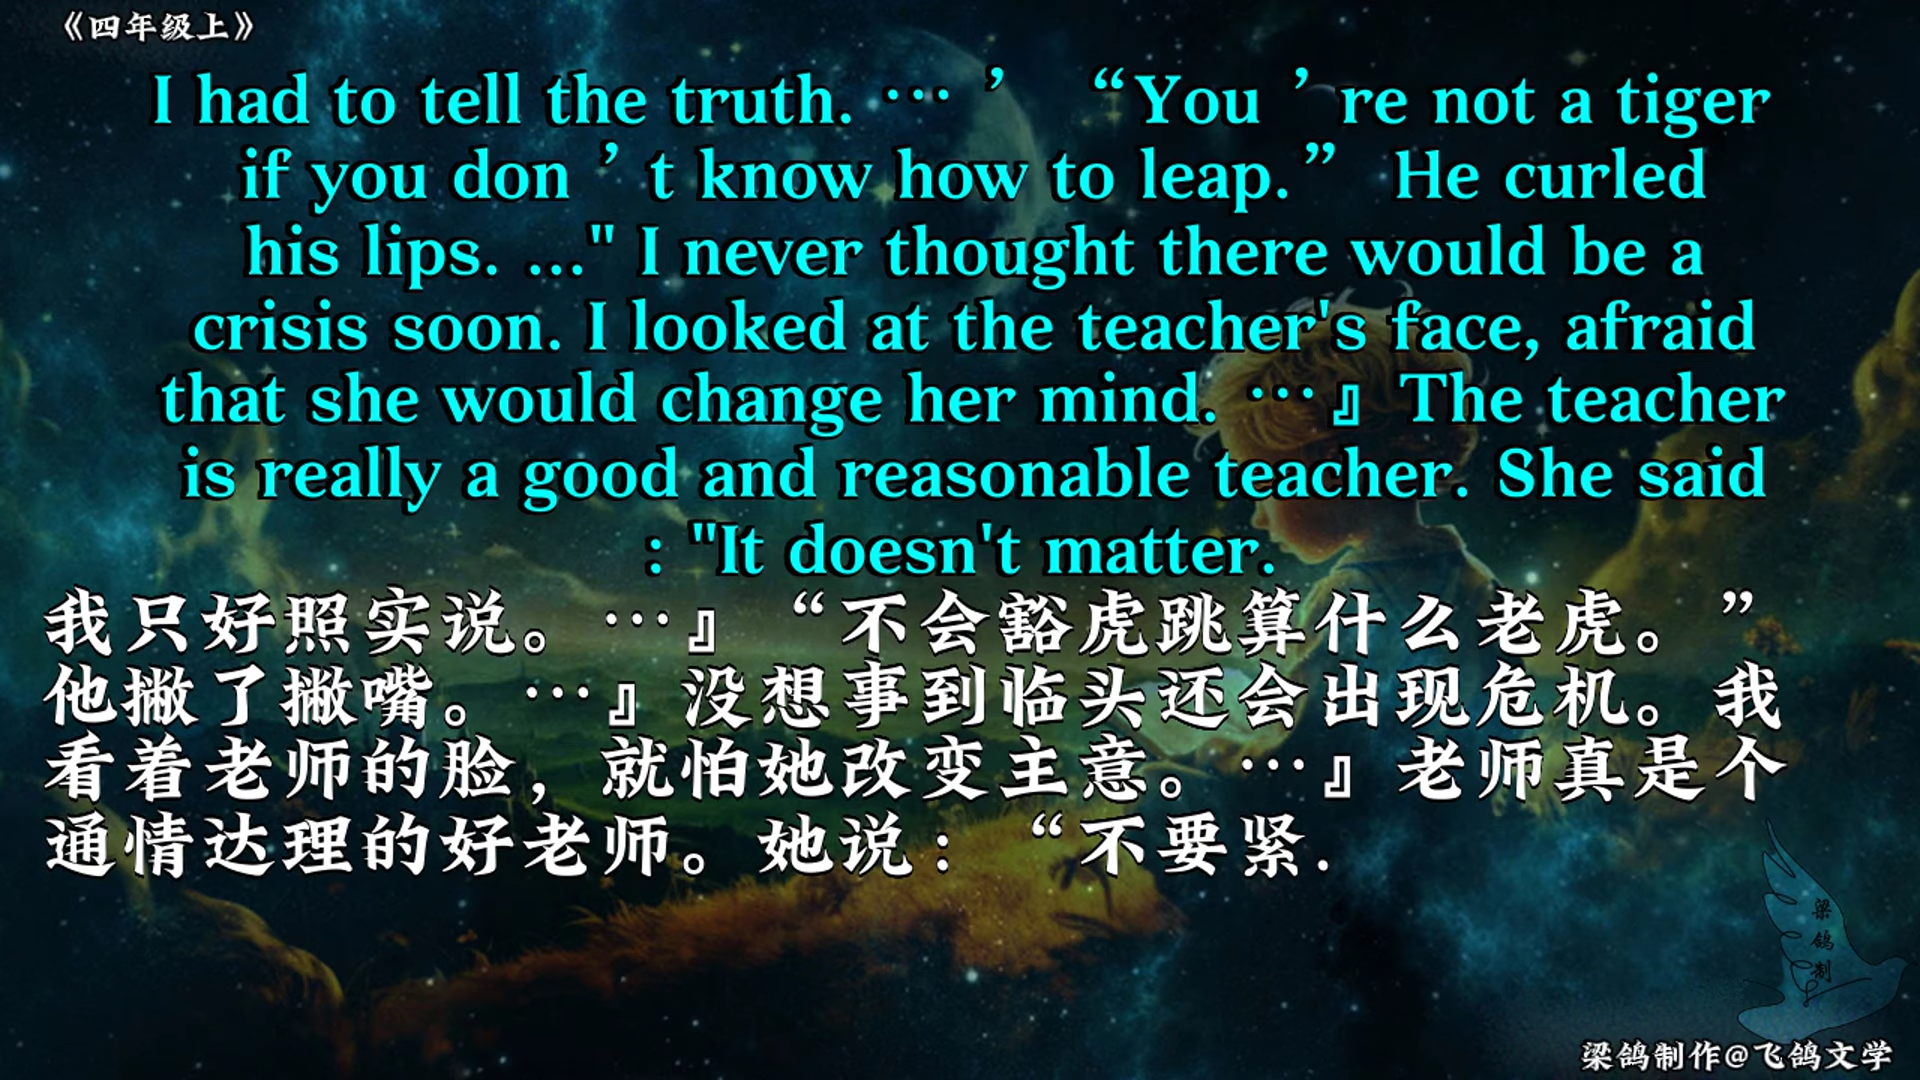 《四年级上》
I had to tell the truth. … ’ “You ’ re not a tiger
if you don ’ t know how to leap.” He curled
his lips. ..." I never thought there would be a
crisis soon. I looked at the teacher's face, afraid
that she would change her mind. …』 The teacher
is really a good and reasonable teacher. She said
: "It doesn't matter.
我只好照实说。…』“不会豁虎跳算什么老虎。”
他撇了撇嘴。…』没想事到临头还会出现危机。我
看着老师的脸，就怕她改变主意。…』老师真是个
通情达理的好老师。她说：“不要紧.
梁
鸽
制
梁鸽制作@飞鸽文学